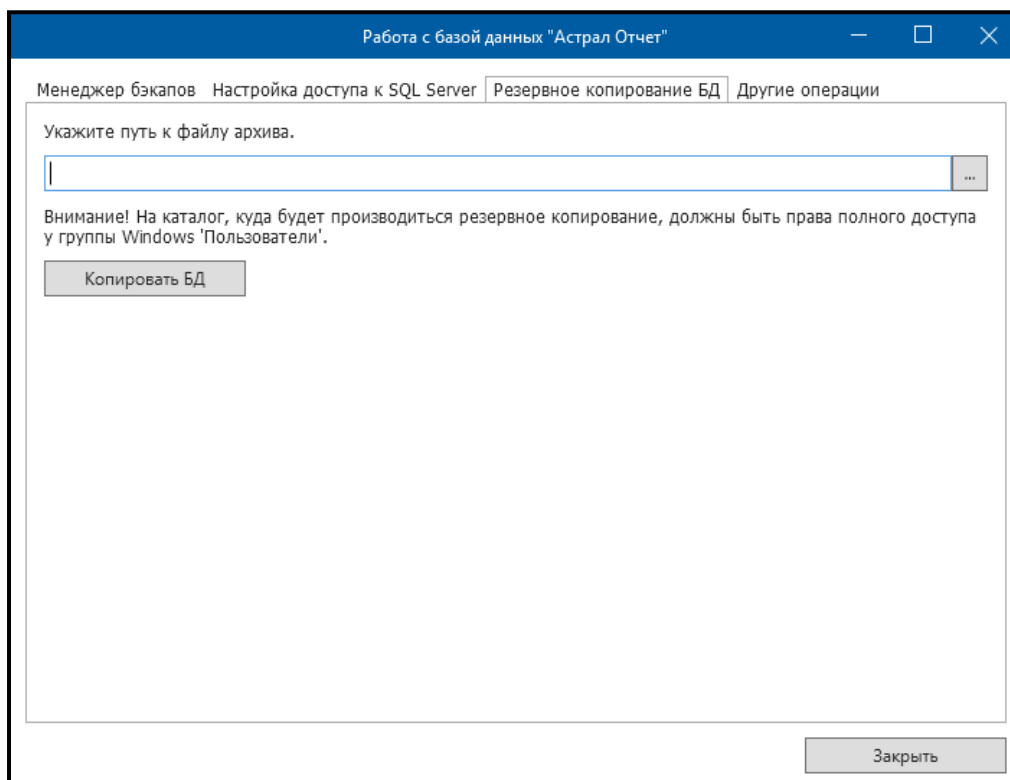 Работа с базой данных "Астрал Отчет"
Менеджер бэкапов Настройка доступа к SQL Server Резервное копирование БД Другие операции
Укажите путь к файлу архива.
...
Внимание! На каталог, куда будет производиться резервное копирование, должны быть права полного доступа
у группы Windows 'Пользователи'.
Копировать БД
Закрыть